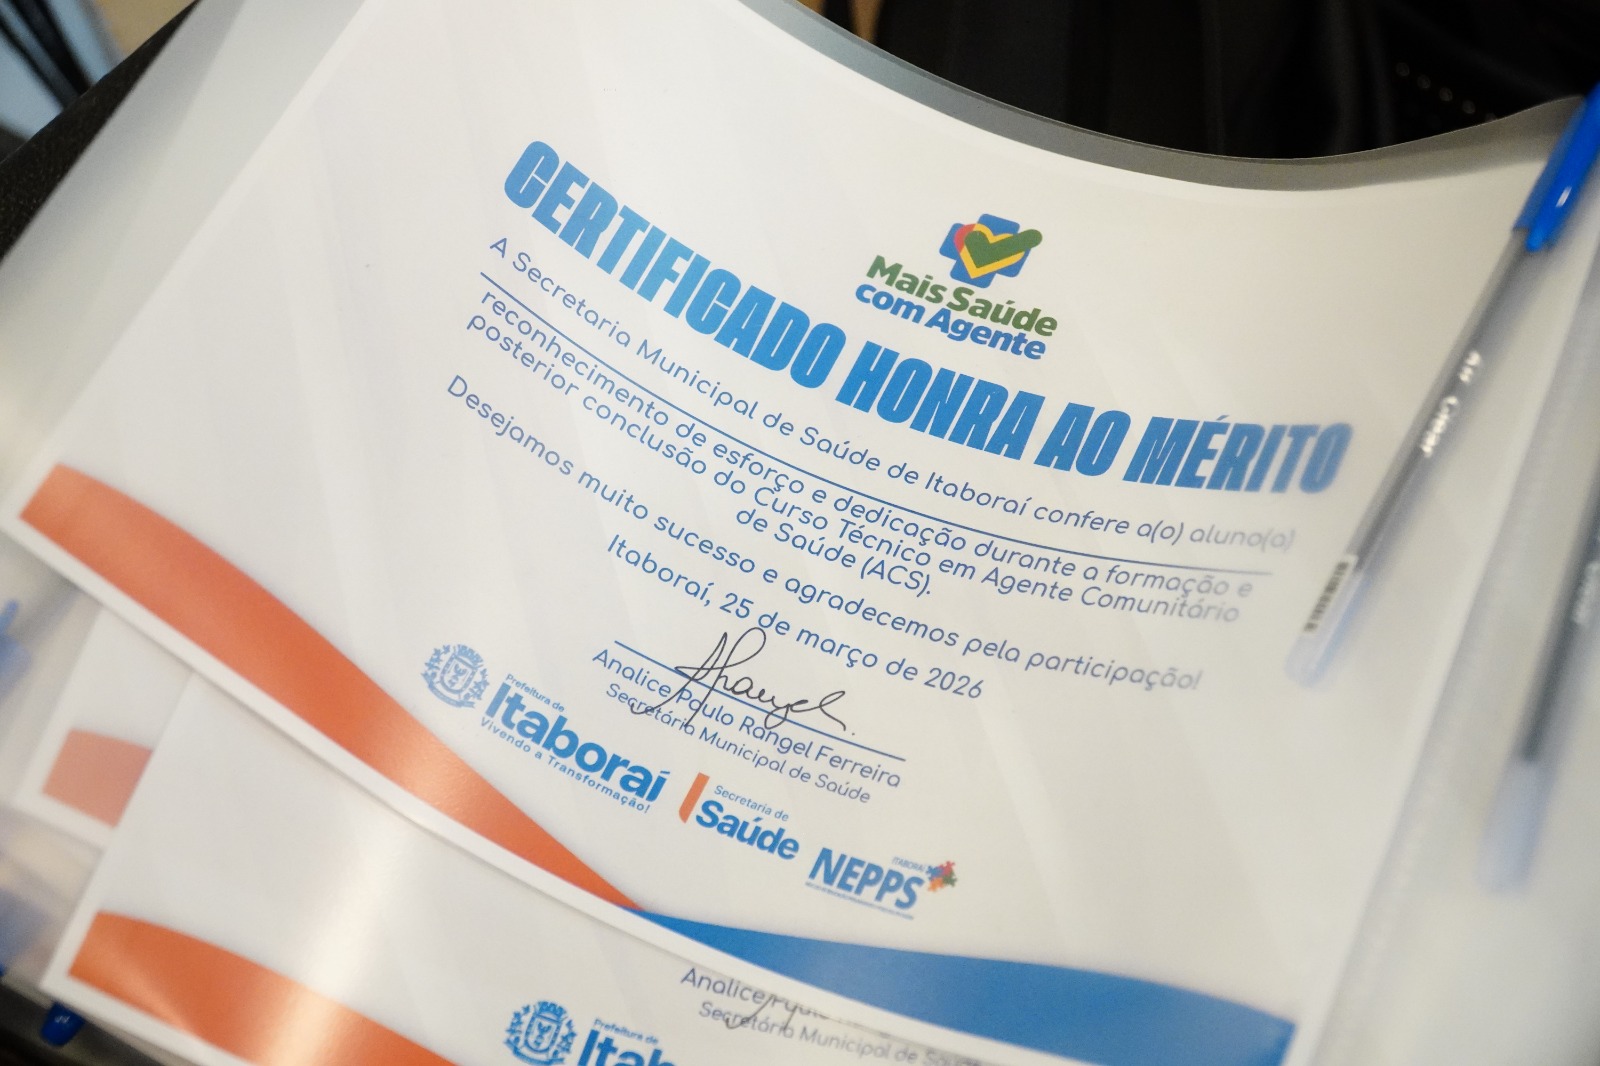 Mais Saúde
com Agente
CERTIFICADO HONRA AO MÉRITO
A Secretaria Municipal de Saúde de Itaboraí confere a(o) aluno(a)
reconhecimento de esforço e dedicação durante a formação e
posterior conclusão do Curso Técnico em Agente Comunitário
de Saúde (ACS).
Desejamos muito sucesso e agradecemos pela participação!
Itaboraí, 25 de março de 2026
Analice Paulo Rangel Ferreira
Secretária Municipal de Saúde
Prefeitura de
Itaboraí
Vivendo a Transformação!
Secretaria de
Saúde
ITABORAÍ
NEPPS
Analice
Secretária Municipal de Saúde
Prefeitura de